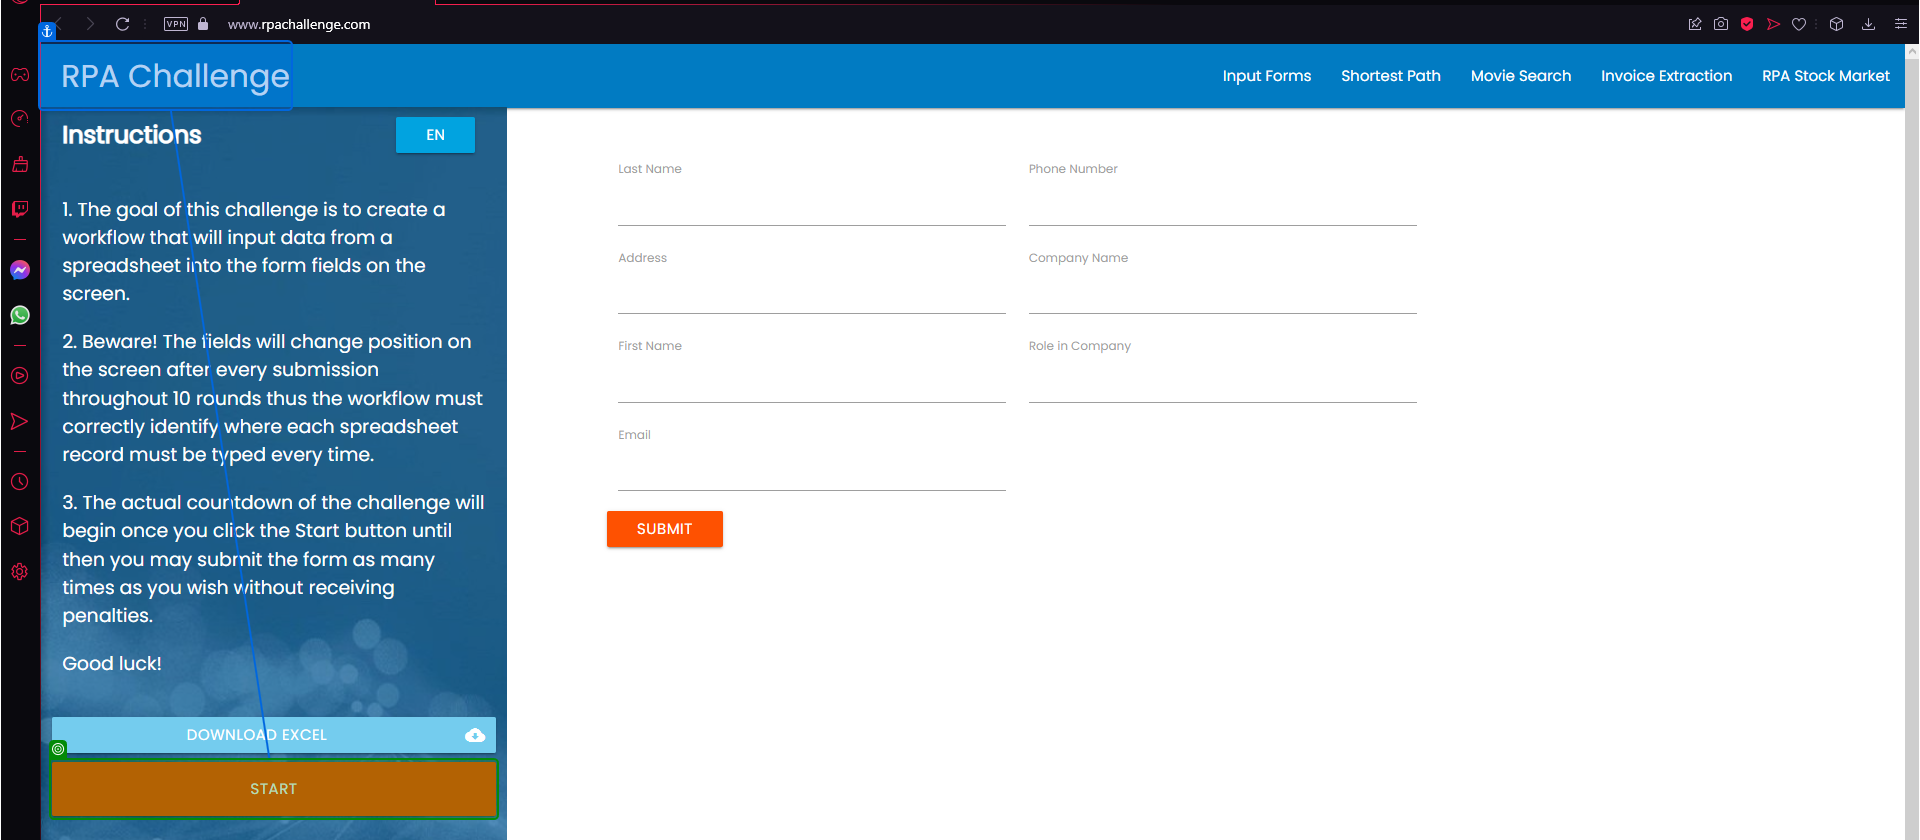 VPN www.rpachallenge.com
RPA Challenge
Input Forms Shortest Path Movie Search Invoice Extraction RPA Stock Market
Instructions
EN
1. The goal of this challenge is to create a
workflow that will input data from a
spreadsheet into the form fields on the
screen.
2. Beware! The fields will change position on
the screen after every submission
throughout 10 rounds thus the workflow must
correctly identify where each spreadsheet
record must be typed every time.
3. The actual countdown of the challenge will
begin once you click the Start button until
then you may submit the form as many
times as you wish without receiving
penalties.
Good luck!
DOWNLOAD EXCEL
START
Last Name
Phone Number
Address
Company Name
First Name
Role in Company
Email
SUBMIT